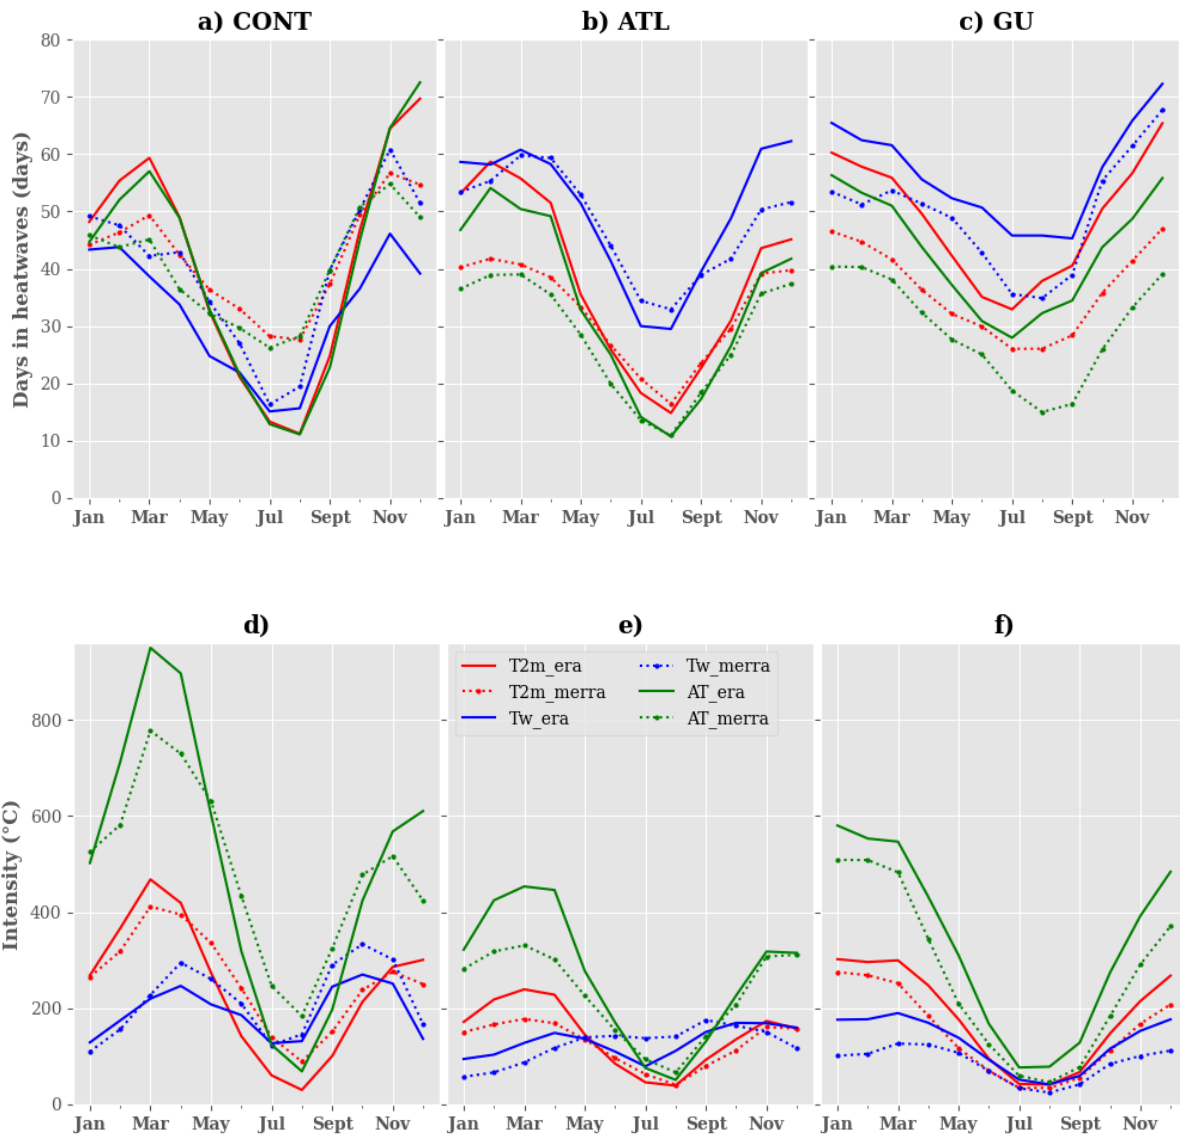 a) CONT b) ATL c) GU
Days in heatwaves (days)
80
70
60
50
40
30
20
10
0
Jan Mar May Jul Sept Nov Jan Mar May Jul Sept Nov Jan Mar May Jul Sept Nov
d) e) f)
Intensity (°C)
T2m_era Tw_merra
T2m_merra AT_era
Tw_era AT_merra
800
600
400
200
0
Jan Mar May Jul Sept Nov Jan Mar May Jul Sept Nov Jan Mar May Jul Sept Nov